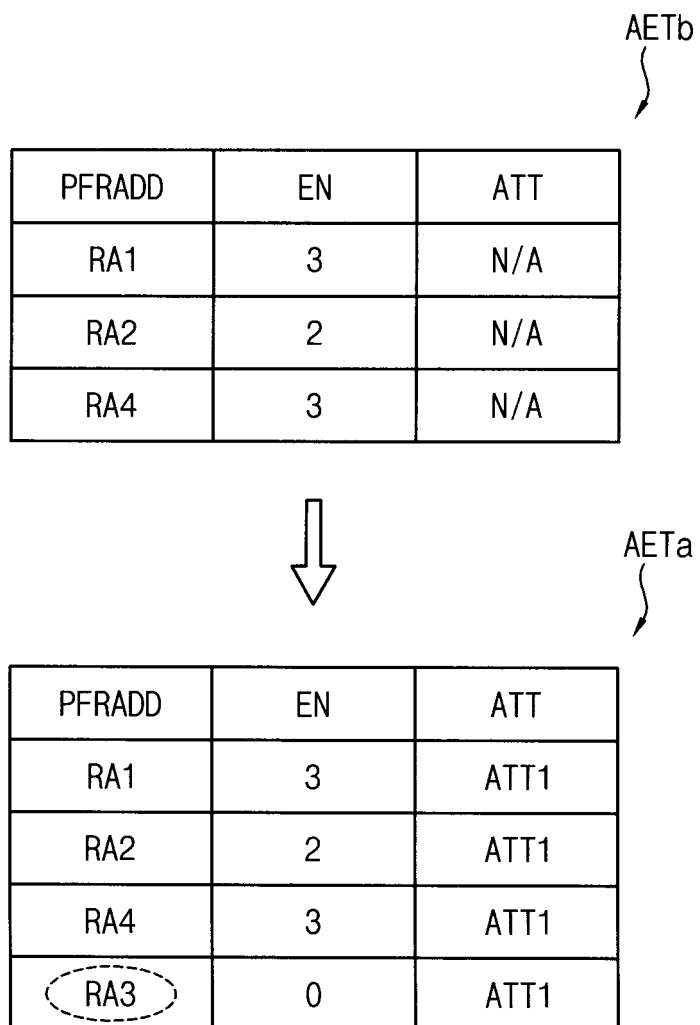 AETb
PFRADD EN ATT
RA1 3 N/A
RA2 2 N/A
RA4 3 N/A
AETa
PFRADD EN ATT
RA1 3 ATT1
RA2 2 ATT1
RA4 3 ATT1
RA3 0 ATT1